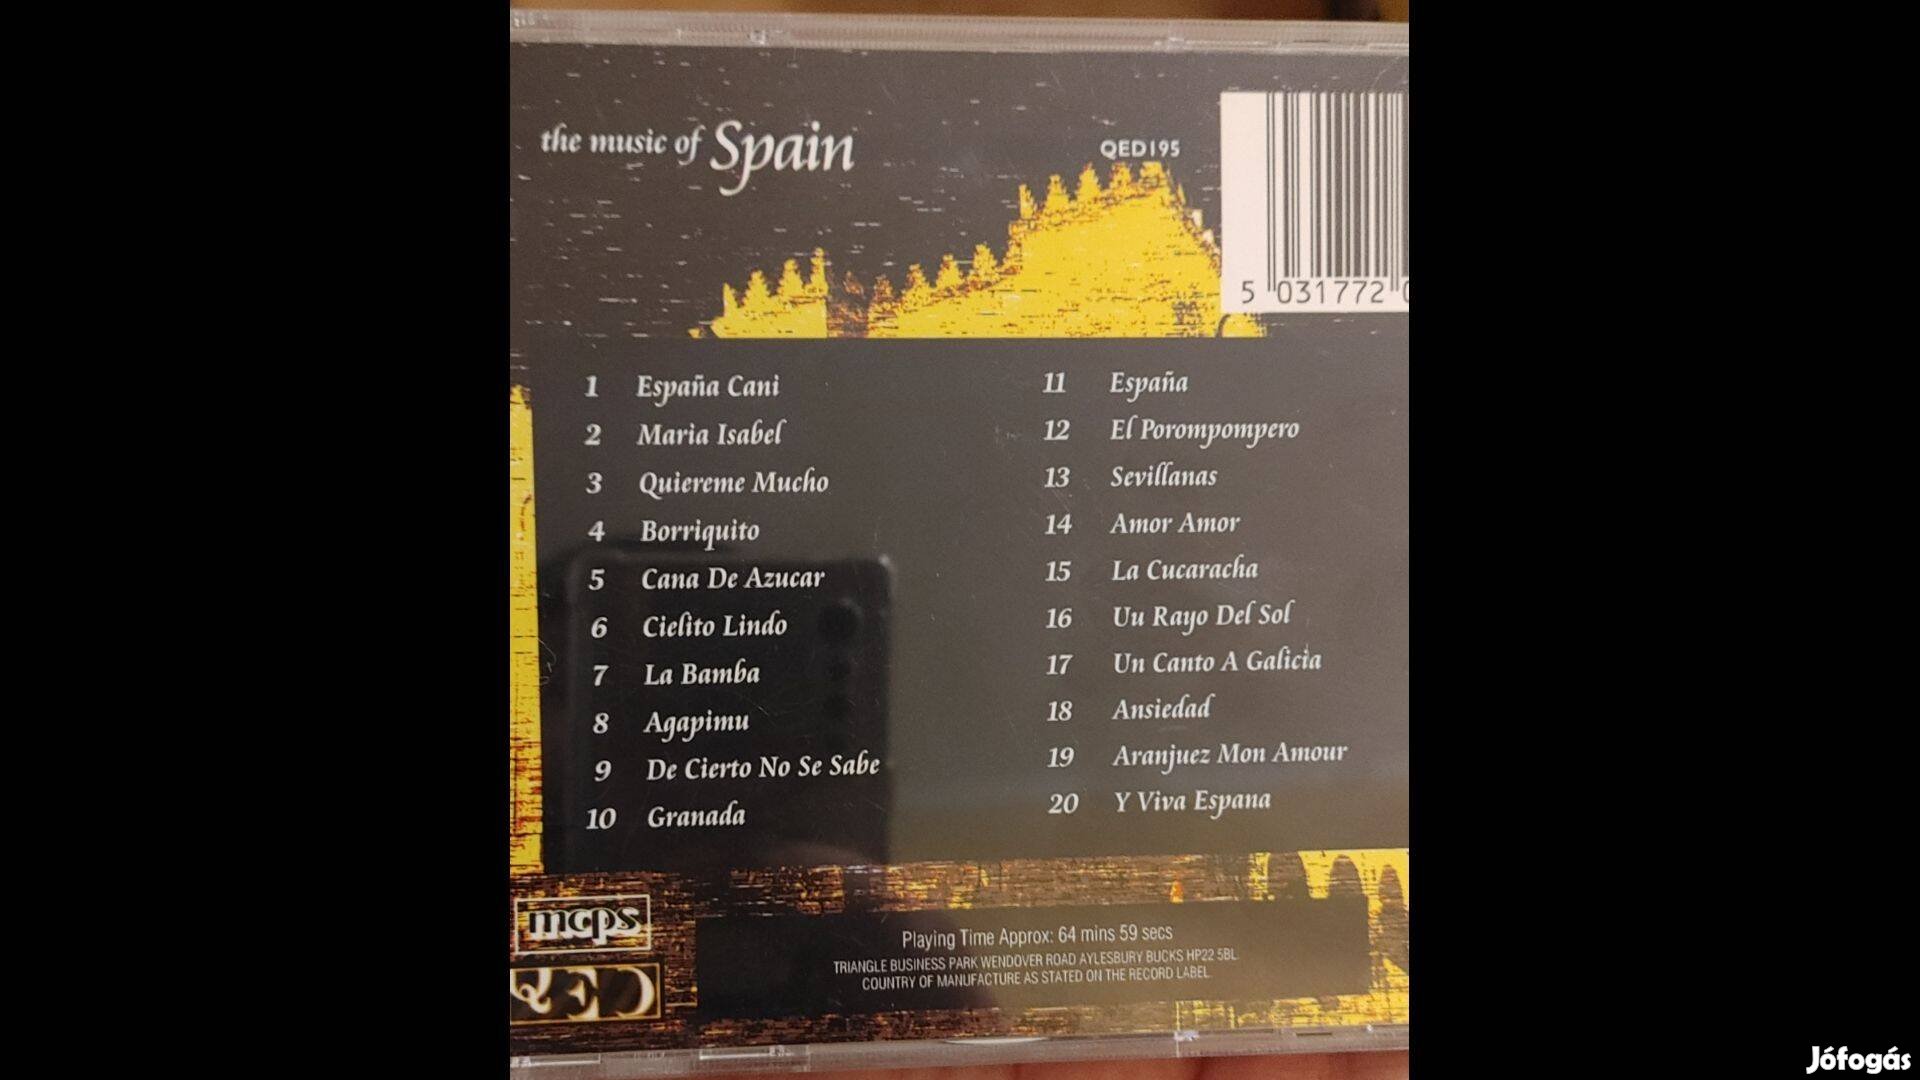 the music of Spain
QED195
5 031772
1 España Cani
2 Maria Isabel
3 Quiereme Mucho
4 Borriquito
5 Cana De Azucar
6 Cielito Lindo
7 La Bamba
8 Agapimu
9 De Cierto No Se Sabe
10 Granada
11 España
12 El Porompompero
13 Sevillanas
14 Amor Amor
15 La Cucaracha
16 Uu Rayo Del Sol
17 Un Canto A Galicia
18 Ansiedad
19 Aranjuez Mon Amour
20 Y Viva Espana
mcps
QED
Playing Time Approx: 64 mins 59 secs
TRIANGLE BUSINESS PARK WENDOVER ROAD AYLESBURY BUCKS HP22 5BL
COUNTRY OF MANUFACTURE AS STATED ON THE RECORD LABEL.
Jófogás